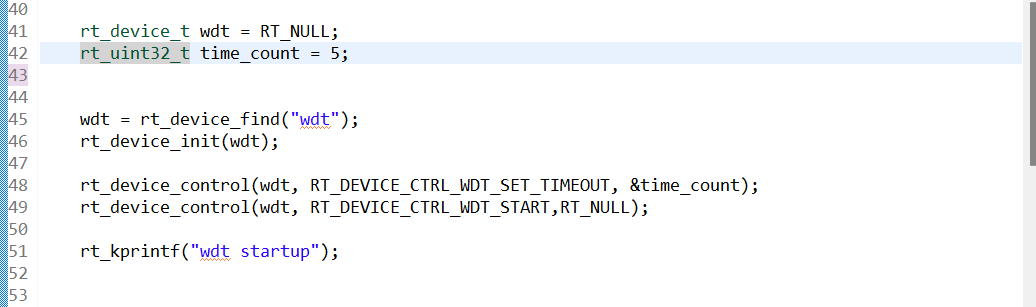 40
41 rt_device_t wdt = RT_NULL;
42 rt_uint32_t time_count = 5;
43
44
45 wdt = rt_device_find("wdt");
46 rt_device_init(wdt);
47
48 rt_device_control(wdt, RT_DEVICE_CTRL_WDT_SET_TIMEOUT, &time_count);
49 rt_device_control(wdt, RT_DEVICE_CTRL_WDT_START,RT_NULL);
50
51 rt_kprintf("wdt startup");
52
53